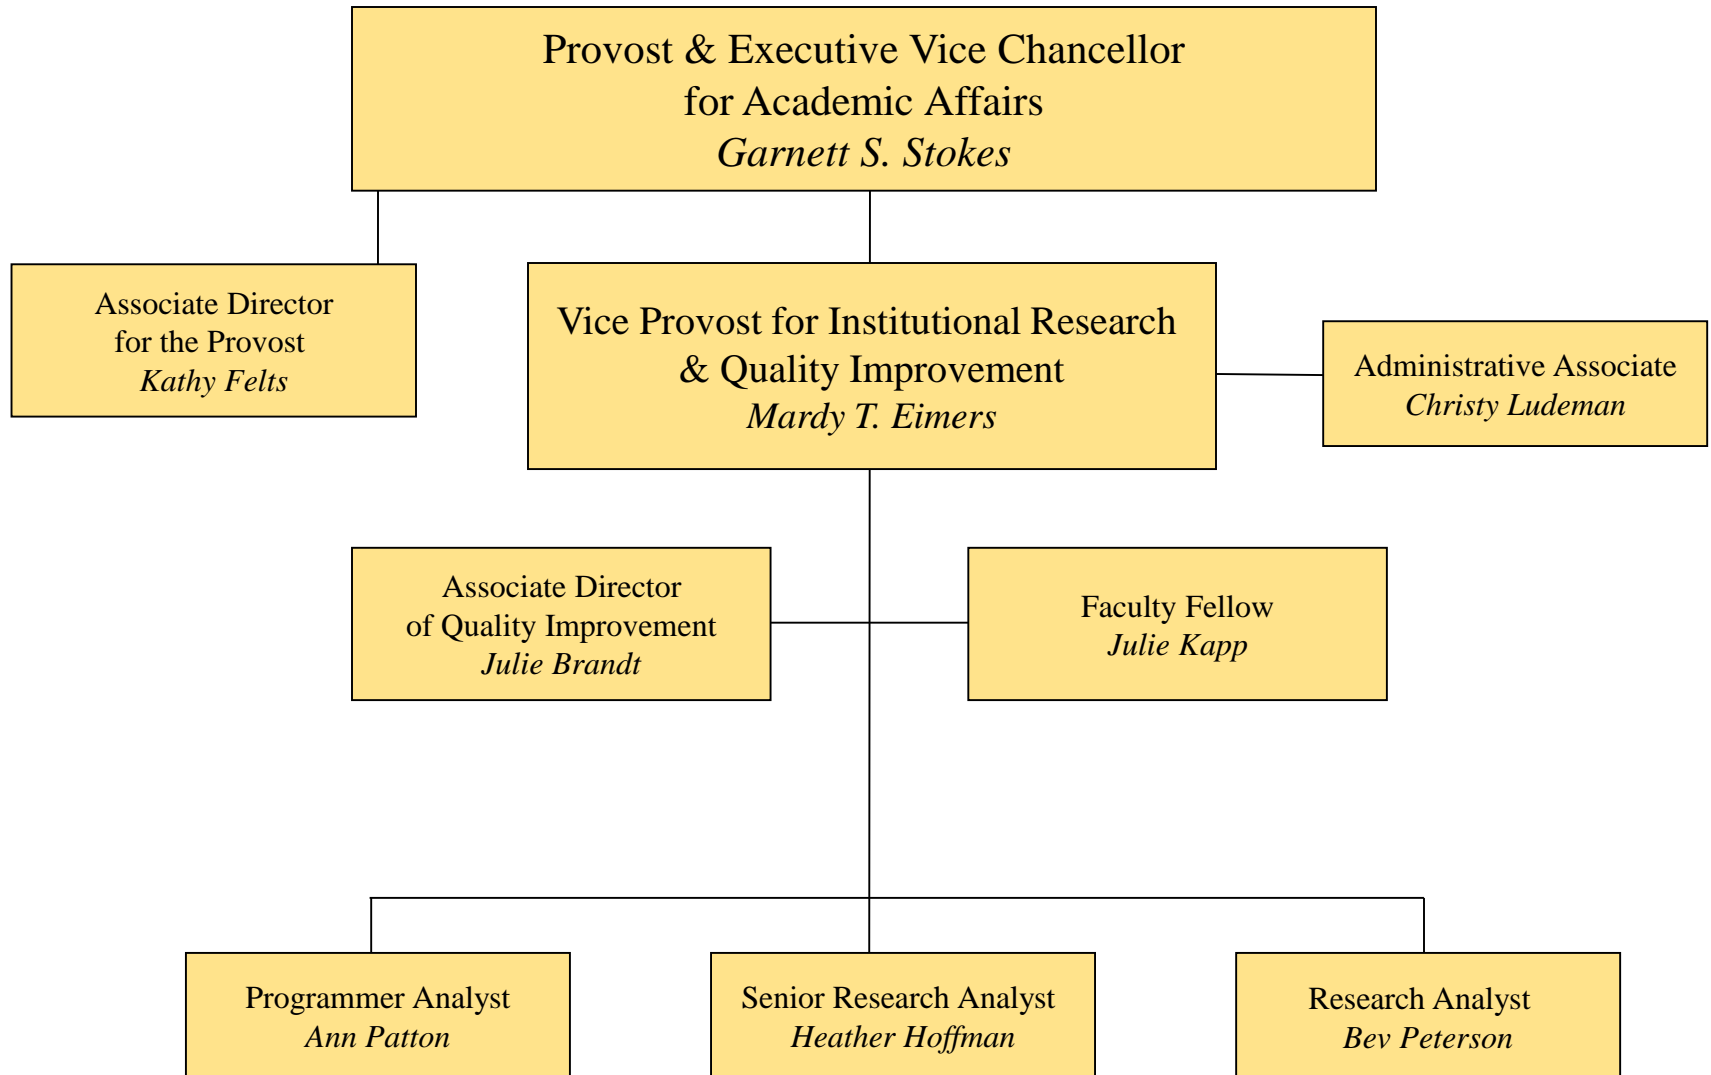 Provost & Executive Vice Chancellor
for Academic Affairs
Garnett S. Stokes
Associate Director
for the Provost
Kathy Felts
Vice Provost for Institutional Research
& Quality Improvement
Mardy T. Eimers
Administrative Associate
Christy Ludeman
Associate Director
of Quality Improvement
Julie Brandt
Faculty Fellow
Julie Kapp
Programmer Analyst
Ann Patton
Senior Research Analyst
Heather Hoffman
Research Analyst
Bev Peterson